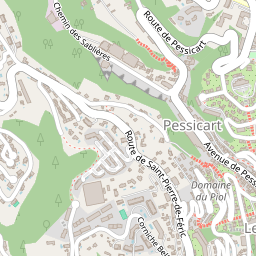 Chemin des Sablières
Route de Pessicart
Pessicart
Avenue de Pess
Route de Saint-Pierre-de-Féric
Domaine
du Piol
Corniche Bel
Le